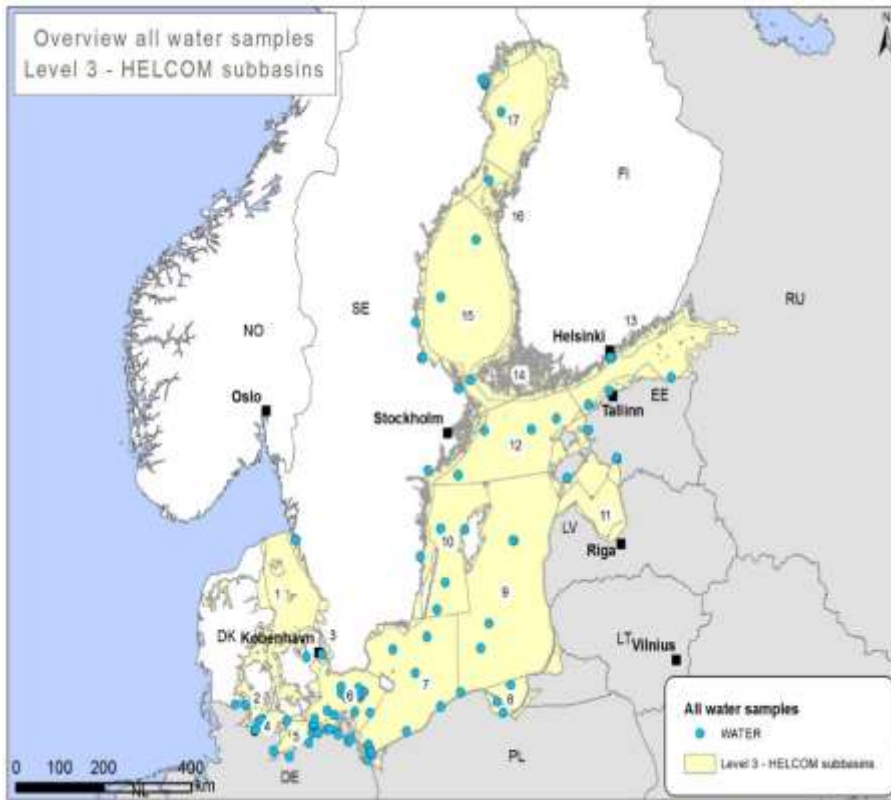 Overview all water samples
Level 3 - HELCOM subbasins
N
17
FI
16
RU
SE
15
NO
13
Helsinki
14
Oslo
EE
Tallinn
Stockholm
12
LV
11
10
Riga
9
1
DK
København
3
LT
Vilnius
7
6
2
8
4
5
All water samples
WATER
Level 3 - HELCOM subbasins
PL
DE
0 100 200 400
km
NL